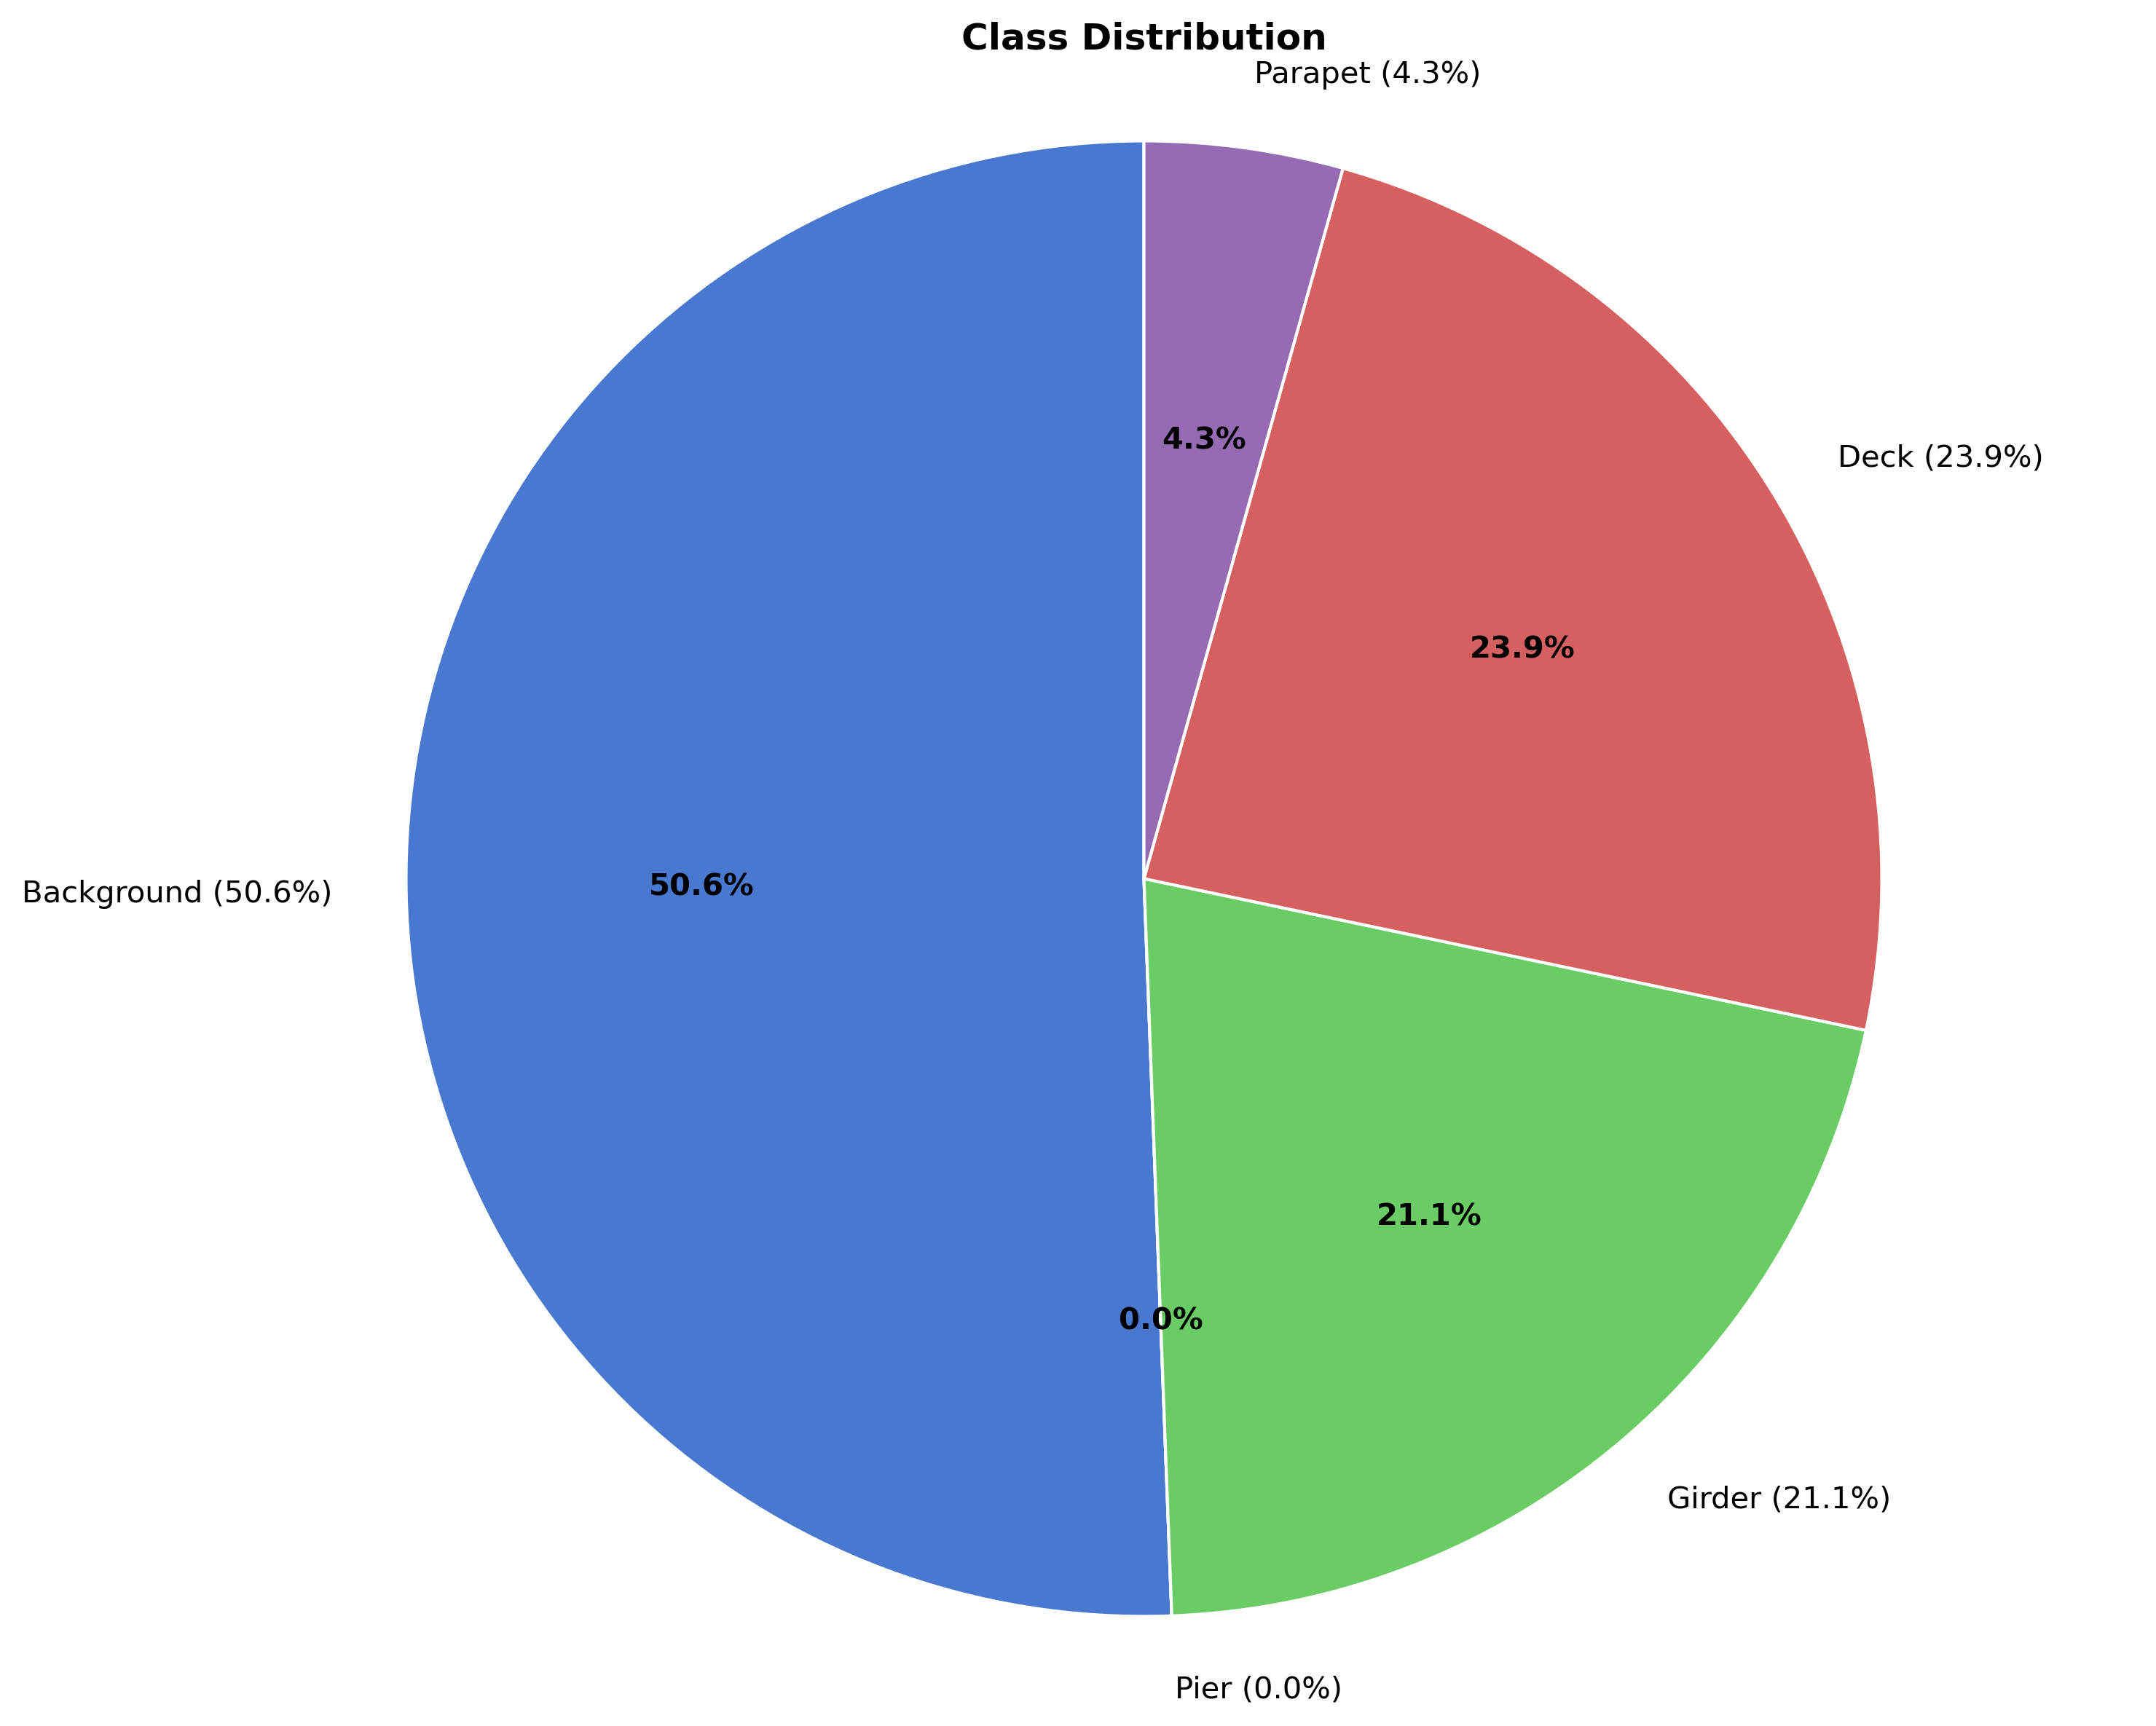 Class Distribution
Parapet (4.3%)
4.3%
Deck (23.9%)
23.9%
Background (50.6%)
50.6%
21.1%
0.0%
Girder (21.1%)
Pier (0.0%)